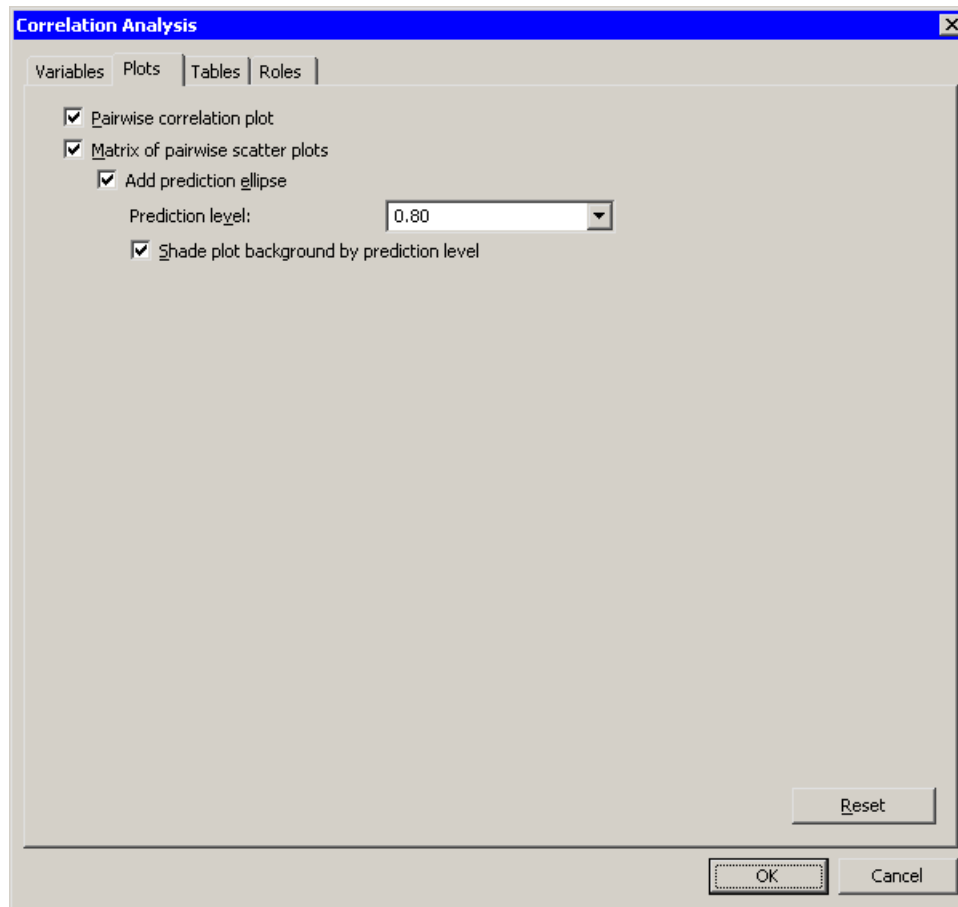 Correlation Analysis
Variables Plots Tables Roles
Pairwise correlation plot
Matrix of pairwise scatter plots
Add prediction ellipse
Prediction level: 0.80
Shade plot background by prediction level
Reset
OK Cancel